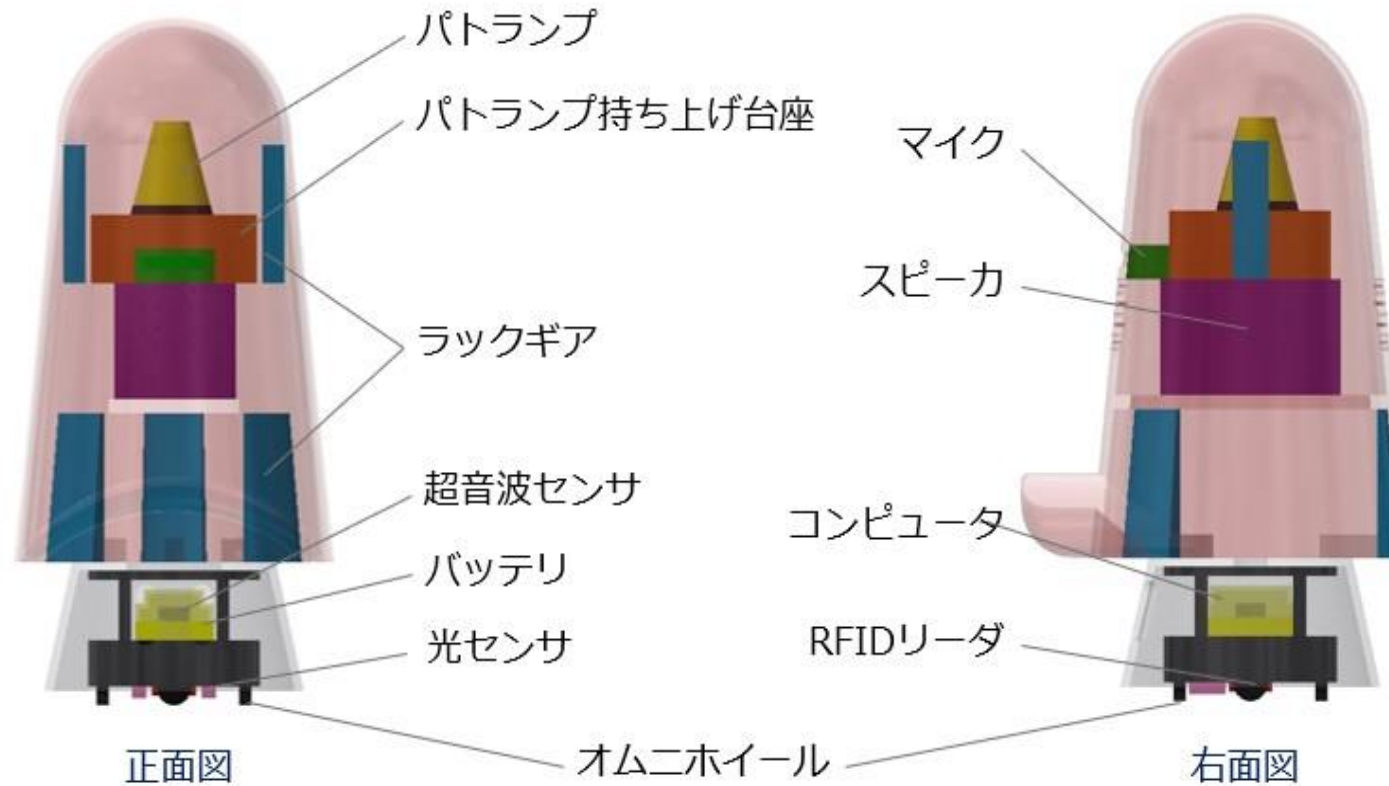 パトランプ
パトランプ持ち上げ台座
ラックギア
超音波センサ
バッテリ
光センサ
オムニホイール
正面図
マイク
スピーカ
コンピュータ
RFIDリーダ
右面図